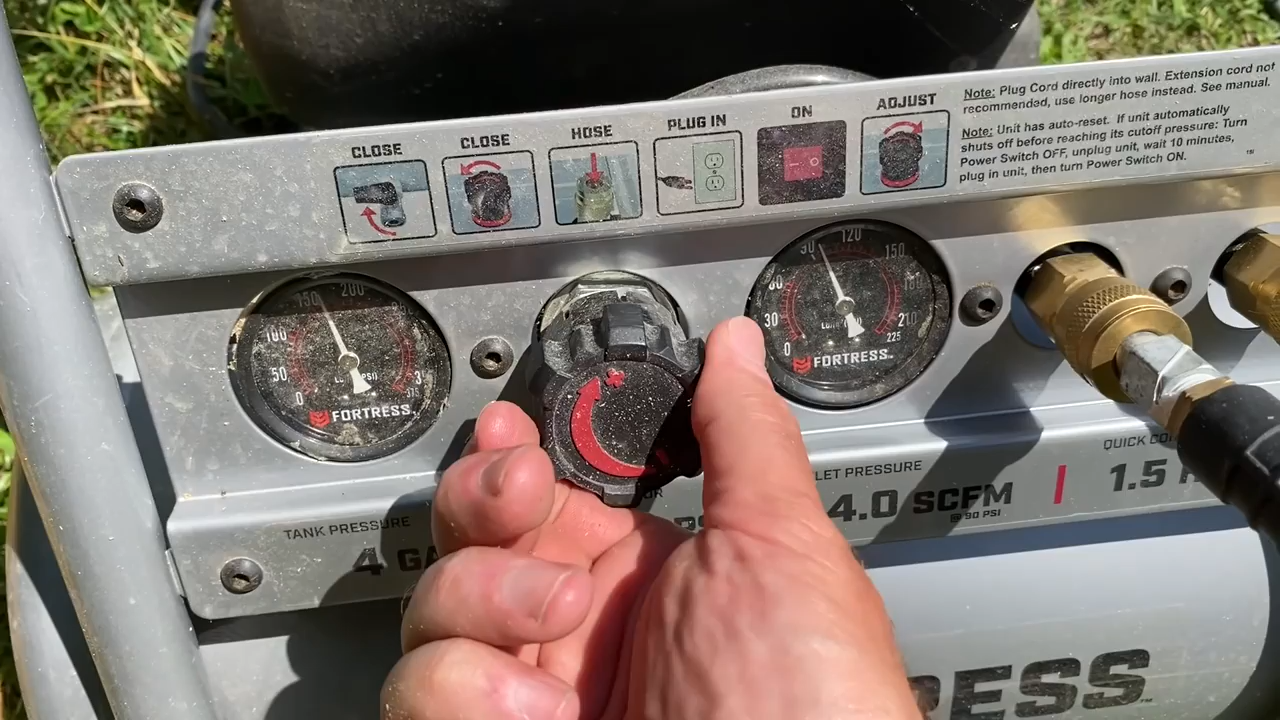 CLOSE
CLOSE
HOSE
PLUG IN
ON
ADJUST
Note: Plug Cord directly into wall. Extension cord not
recommended, use longer hose instead. See manual.
Note: Unit has auto-reset. If unit automatically
shuts off before reaching its cutoff pressure: Turn
Power Switch OFF, unplug unit, wait 10 minutes,
plug in unit, then turn Power Switch ON.
0
50
100
150
200
FORTRESS
0
30
60
90
120
150
180
210
225
FORTRESS
TANK PRESSURE
4 GA
LET PRESSURE
4.0 SCFM
@ 90 PSI
QUICK CO
1.5
RESS